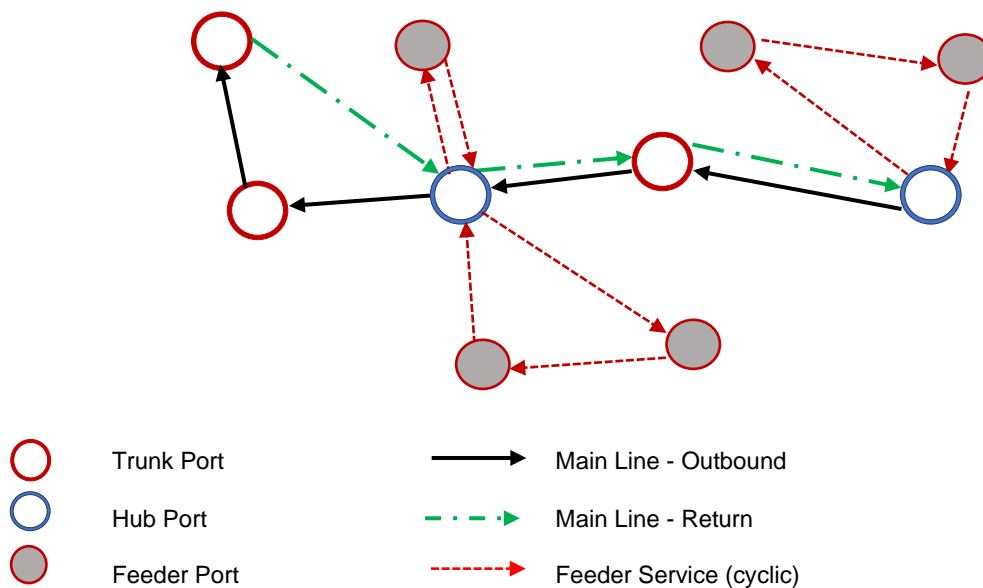 Trunk Port
Main Line - Outbound
Hub Port
Main Line - Return
Feeder Port
Feeder Service (cyclic)